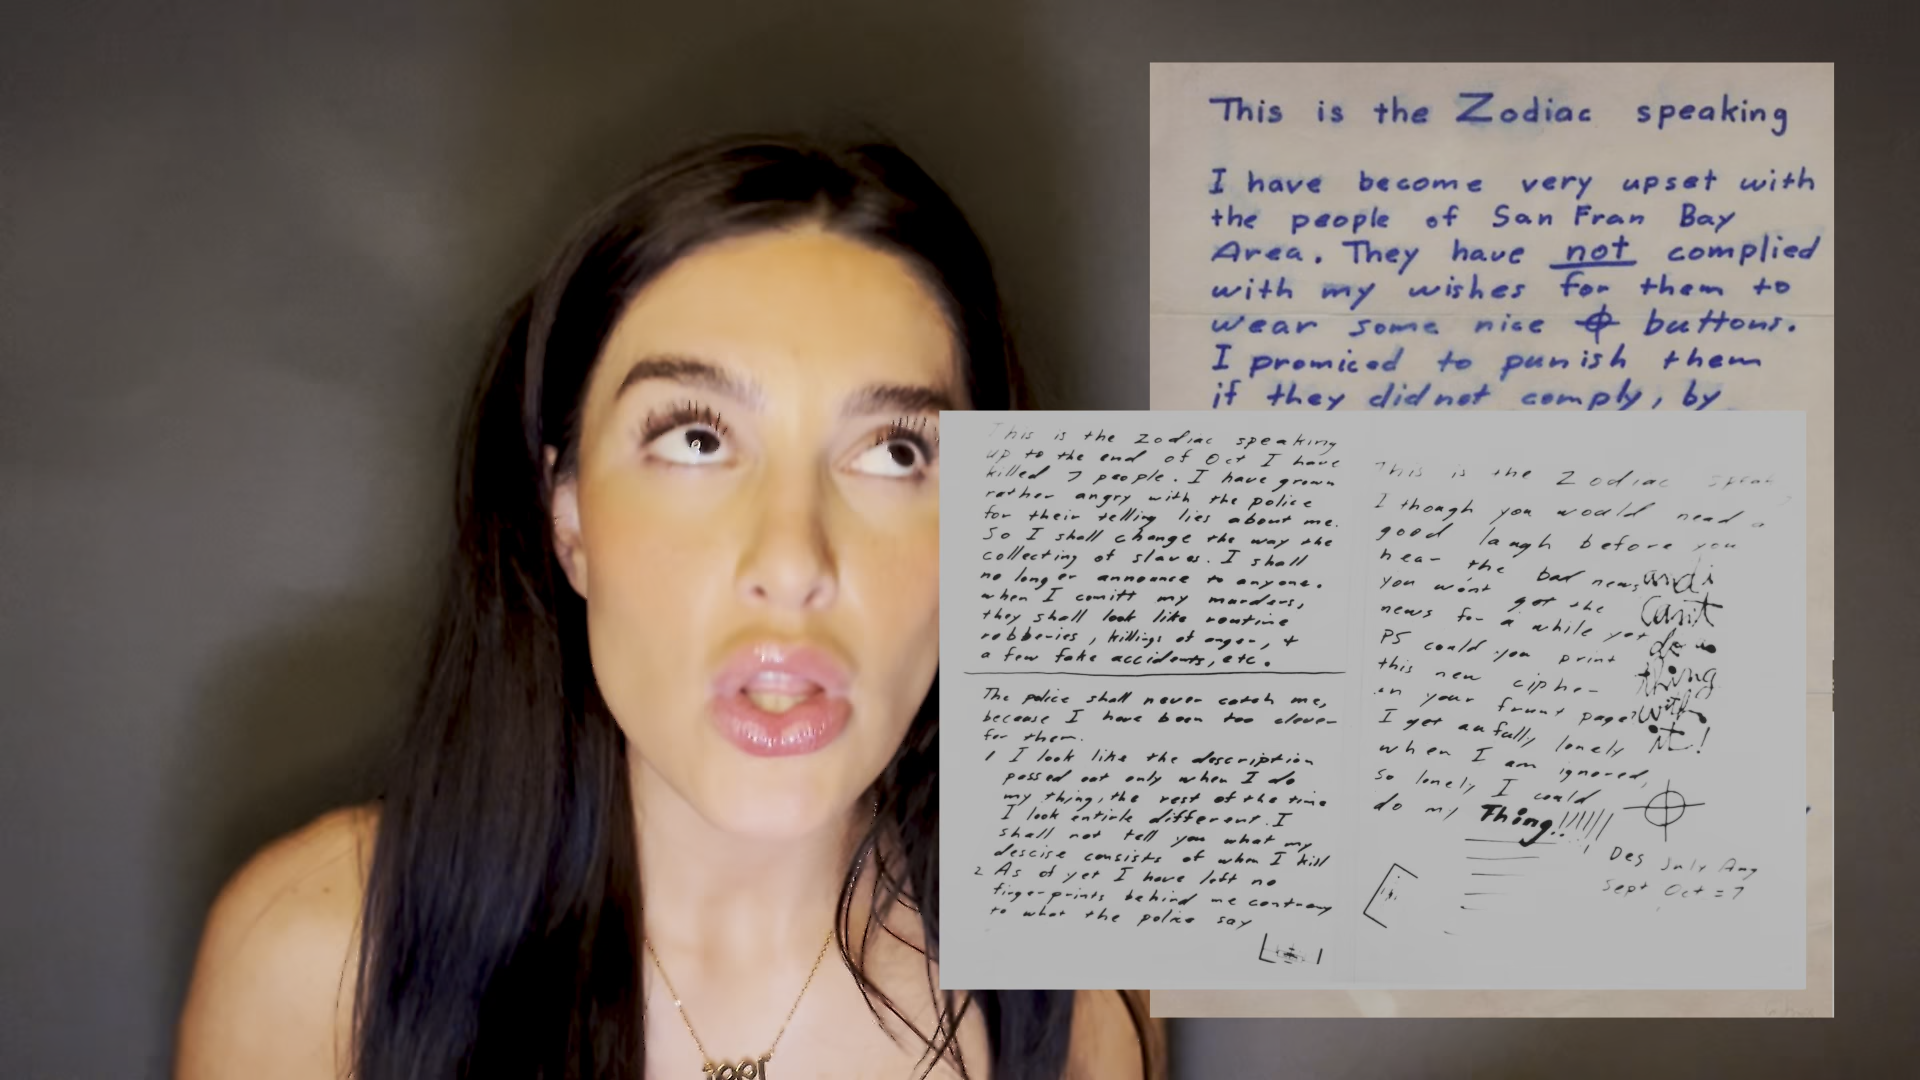 This is the Zodiac speaking
I have become very upset with
the people of San Fran Bay
Area. They have not complied
with my wishes for them to
wear some nice buttons.
I promiced to punish them
if they did not comply, by
This is the zodiac speaking
up to the end of Oct I have
killed 7 people. I have grown
rather angry with the police
for their telling lies about me.
So I shall change the way the
collecting of slaves. I shall
no longer announce to anyone.
when I comitt my murders,
they shall look like routine
robberies, killings of anger, +
a few fake accidents, etc.
The police shall never catch me,
because I have been too clever
for them.
1 I look like the description
passed out only when I do
my thing, the rest of the time
I look entirle different. I
shall not tell you what my
descise consists of when I kill
2 As of yet I have left no
fingerprints behind me contrary
to what the police say
This is the Zodiac speak
I though you would nead a
good laugh before you
hear the bad news
you won't get the
news for a while yet
PS could you print
this new cipher
on your frunt page?
I get aufully lonely
when I am ignored,
so lonely I could
do my Thing!!!!!!
and i
can't
do a
thing
with
it!
Des July Aug
Sept Oct = 7
1991